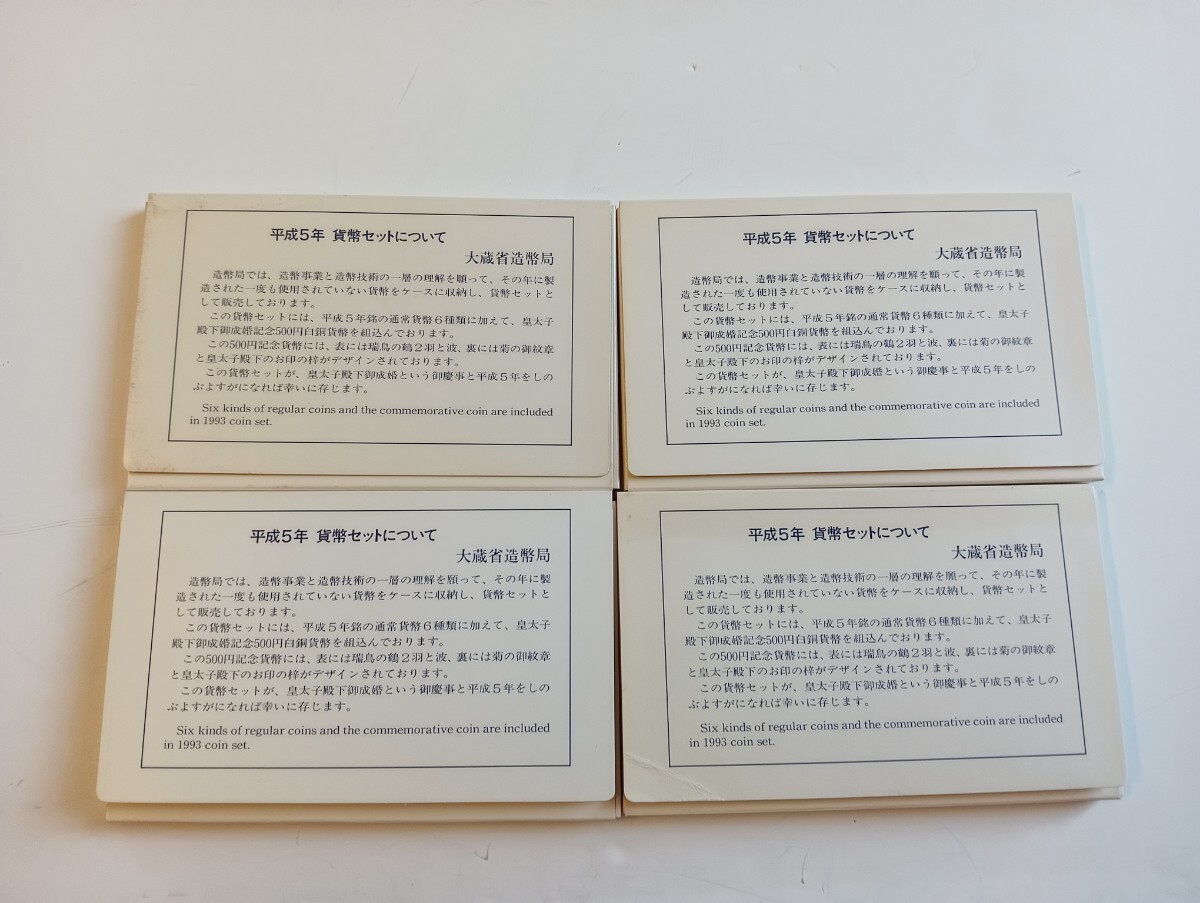 平成5年 貨幣セットについて
大蔵省造幣局
造幣局では、造幣事業と造幣技術の一層の理解を願って、その年に製
造された一度も使用されていない貨幣をケースに収納し、貨幣セットと
して販売しております。
この貨幣セットには、平成5年銘の通常貨幣6種類に加えて、皇太子
殿下御成婚記念500円白銅貨幣を組込んでおります。
この500円記念貨幣には、表には瑞鳥の鶴2羽と波、裏には菊の御紋章
と皇太子殿下のお印の梓がデザインされております。
この貨幣セットが、皇太子殿下御成婚という御慶事と平成5年をしの
ぶよすがになれば幸いに存じます。
Six kinds of regular coins and the commemorative coin are included
in 1993 coin set.
平成5年 貨幣セットについて
大蔵省造幣局
造幣局では、造幣事業と造幣技術の一層の理解を願って、その年に製
造された一度も使用されていない貨幣をケースに収納し、貨幣セットと
して販売しております。
この貨幣セットには、平成5年銘の通常貨幣6種類に加えて、皇太子
殿下御成婚記念500円白銅貨幣を組込んでおります。
この500円記念貨幣には、表には瑞鳥の鶴2羽と波、裏には菊の御紋章
と皇太子殿下のお印の梓がデザインされております。
この貨幣セットが、皇太子殿下御成婚という御慶事と平成5年をしの
ぶよすがになれば幸いに存じます。
Six kinds of regular coins and the commemorative coin are included
in 1993 coin set.
平成5年 貨幣セットについて
大蔵省造幣局
造幣局では、造幣事業と造幣技術の一層の理解を願って、その年に製
造された一度も使用されていない貨幣をケースに収納し、貨幣セットと
して販売しております。
この貨幣セットには、平成5年銘の通常貨幣6種類に加えて、皇太子
殿下御成婚記念500円白銅貨幣を組込んでおります。
この500円記念貨幣には、表には瑞鳥の鶴2羽と波、裏には菊の御紋章
と皇太子殿下のお印の梓がデザインされております。
この貨幣セットが、皇太子殿下御成婚という御慶事と平成5年をしの
ぶよすがになれば幸いに存じます。
Six kinds of regular coins and the commemorative coin are included
in 1993 coin set.
平成5年 貨幣セットについて
大蔵省造幣局
造幣局では、造幣事業と造幣技術の一層の理解を願って、その年に製
造された一度も使用されていない貨幣をケースに収納し、貨幣セットと
して販売しております。
この貨幣セットには、平成5年銘の通常貨幣6種類に加えて、皇太子
殿下御成婚記念500円白銅貨幣を組込んでおります。
この500円記念貨幣には、表には瑞鳥の鶴2羽と波、裏には菊の御紋章
と皇太子殿下のお印の梓がデザインされております。
この貨幣セットが、皇太子殿下御成婚という御慶事と平成5年をしの
ぶよすがになれば幸いに存じます。
Six kinds of regular coins and the commemorative coin are included
in 1993 coin set.